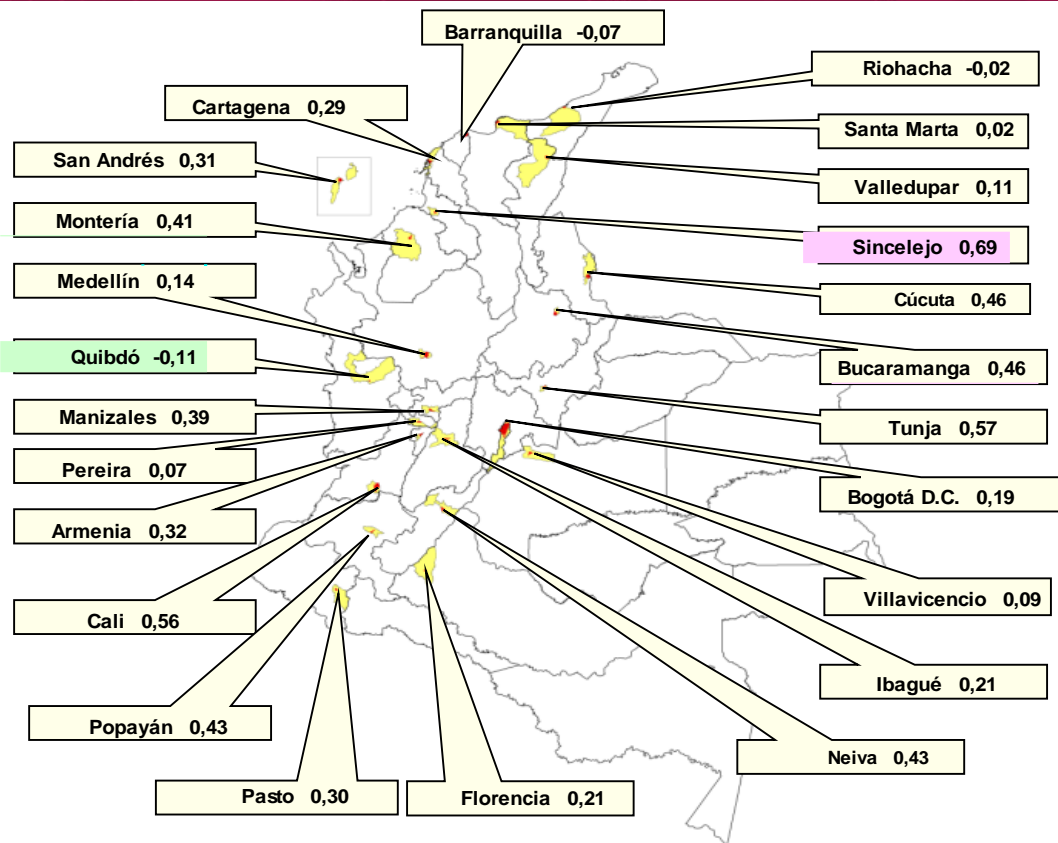 Barranquilla -0,07
Riohacha -0,02
Cartagena 0,29
Santa Marta 0,02
San Andrés 0,31
Valledupar 0,11
Montería 0,41
Sincelejo 0,69
Medellín 0,14
Cúcuta 0,46
Quibdó -0,11
Bucaramanga 0,46
Manizales 0,39
Tunja 0,57
Pereira 0,07
Bogotá D.C. 0,19
Armenia 0,32
Villavicencio 0,09
Cali 0,56
Ibagué 0,21
Popayán 0,43
Neiva 0,43
Pasto 0,30
Florencia 0,21